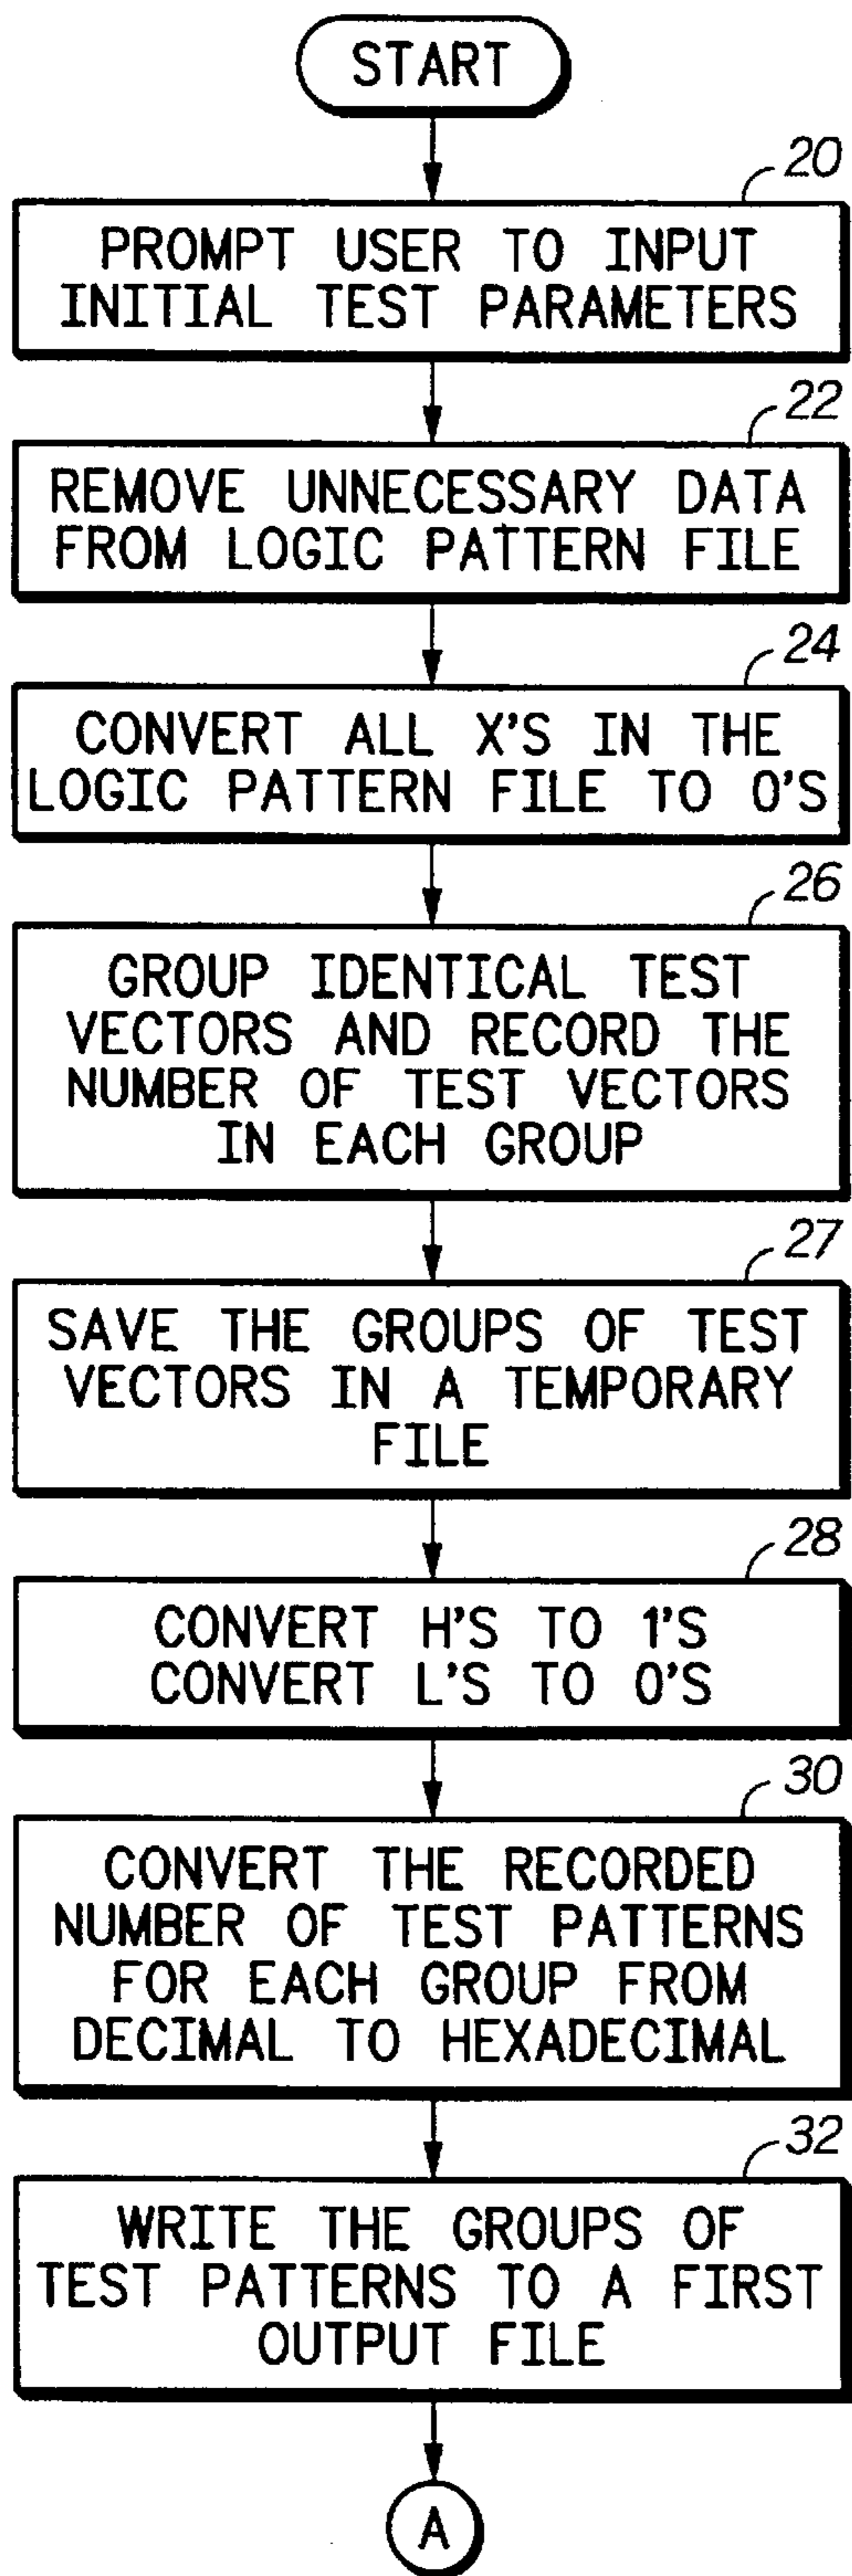 START
20
PROMPT USER TO INPUT
INITIAL TEST PARAMETERS
22
REMOVE UNNECESSARY DATA
FROM LOGIC PATTERN FILE
24
CONVERT ALL X'S IN THE
LOGIC PATTERN FILE TO 0'S
26
GROUP IDENTICAL TEST
VECTORS AND RECORD THE
NUMBER OF TEST VECTORS
IN EACH GROUP
27
SAVE THE GROUPS OF TEST
VECTORS IN A TEMPORARY
FILE
28
CONVERT H'S TO 1'S
CONVERT L'S TO 0'S
30
CONVERT THE RECORDED
NUMBER OF TEST PATTERNS
FOR EACH GROUP FROM
DECIMAL TO HEXADECIMAL
32
WRITE THE GROUPS OF
TEST PATTERNS TO A FIRST
OUTPUT FILE
A